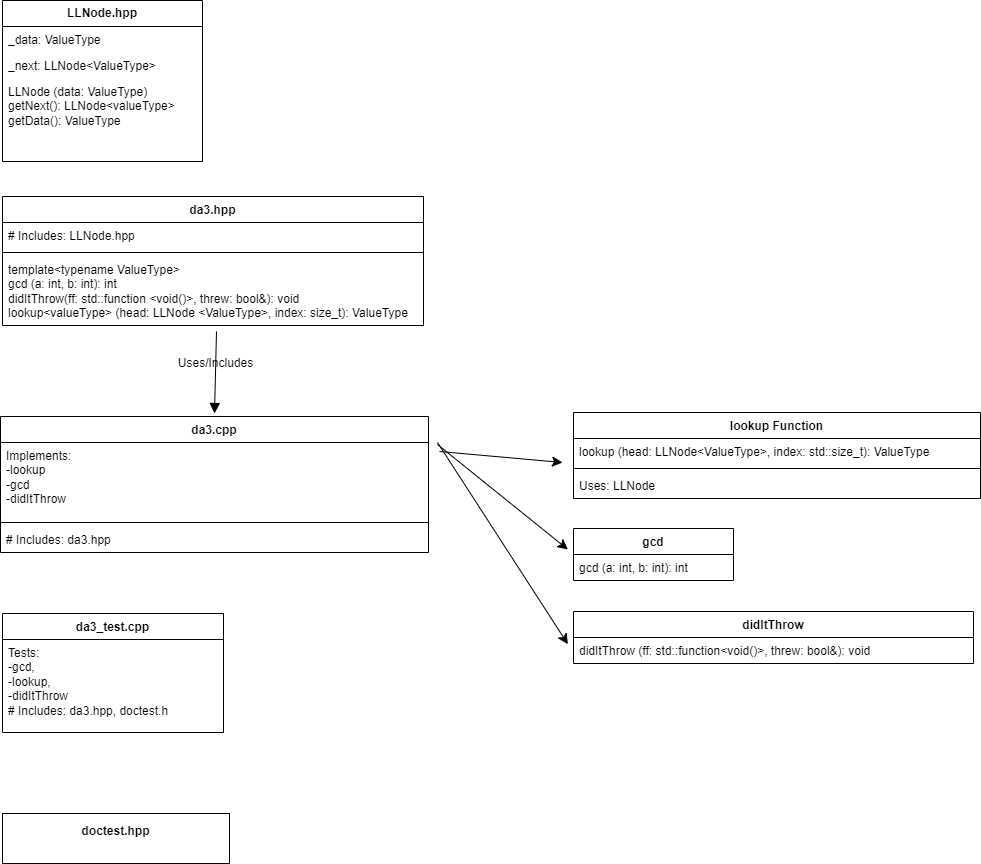 LLNode.hpp
_data: ValueType
_next: LLNode<ValueType>
LLNode (data: ValueType)
getNext(): LLNode<valueType>
getData(): ValueType
da3.hpp
# Includes: LLNode.hpp
template<typename ValueType>
gcd (a: int, b: int): int
didItThrow(ff: std::function <void()>, threw: bool&): void
lookup<valueType> (head: LLNode <ValueType>, index: size_t): ValueType
Uses/Includes
da3.cpp
Implements:
-lookup
-gcd
-didItThrow
# Includes: da3.hpp
lookup Function
lookup (head: LLNode<ValueType>, index: std::size_t): ValueType
Uses: LLNode
gcd
gcd (a: int, b: int): int
didItThrow
didItThrow (ff: std::function<void()>, threw: bool&): void
da3_test.cpp
Tests:
-gcd,
-lookup,
-didItThrow
# Includes: da3.hpp, doctest.h
doctest.hpp